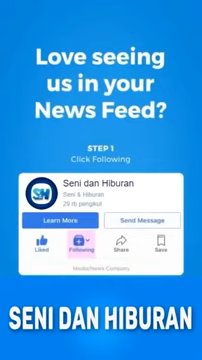 Love seeing
us in your
News Feed?
STEP 1
Click Following
SH
Seni dan Hiburan
Seni & Hiburan
29 rb pengikut
Learn More
Send Message
Liked
Following
Share
Save
Media/News Company
SENI DAN HIBURAN